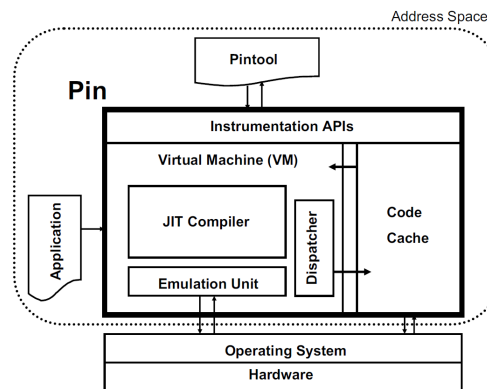 Address Space
Pintool
Pin
Instrumentation APIs
Virtual Machine (VM)
JIT Compiler
Emulation Unit
Dispatcher
Code
Cache
Application
Operating System
Hardware